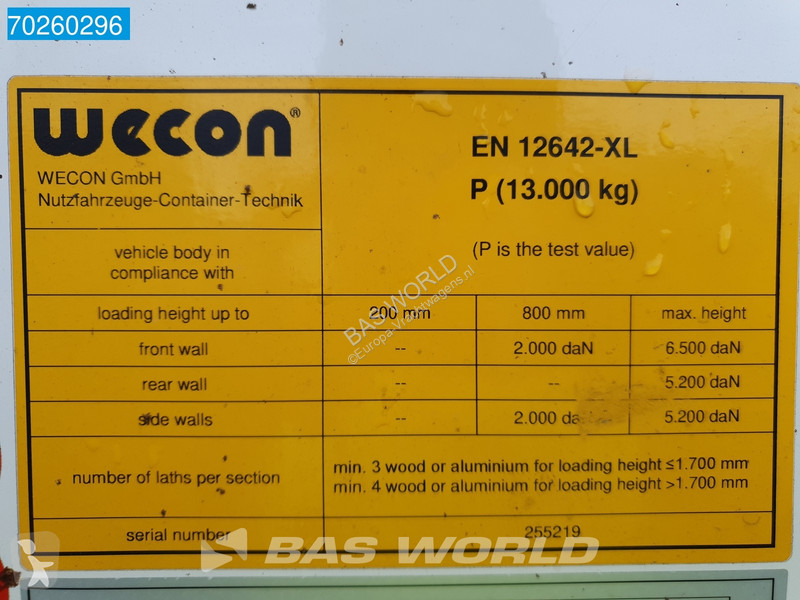 70260296
wecon®
WECON GmbH
Nutzfahrzeuge-Container-Technik
EN 12642-XL
P (13.000 kg)
vehicle body in
compliance with
(P is the test value)
loading height up to 200 mm 800 mm max. height
front wall -- 2.000 daN 6.500 daN
rear wall -- -- 5.200 daN
side walls -- 2.000 da 5.200 daN
number of laths per section
min. 3 wood or aluminium for loading height ≤1.700 mm
min. 4 wood or aluminium for loading height >1.700 mm
serial number 255219
BAS WORLD
©Europa-Vrachtwagens.nl
BAS WORLD